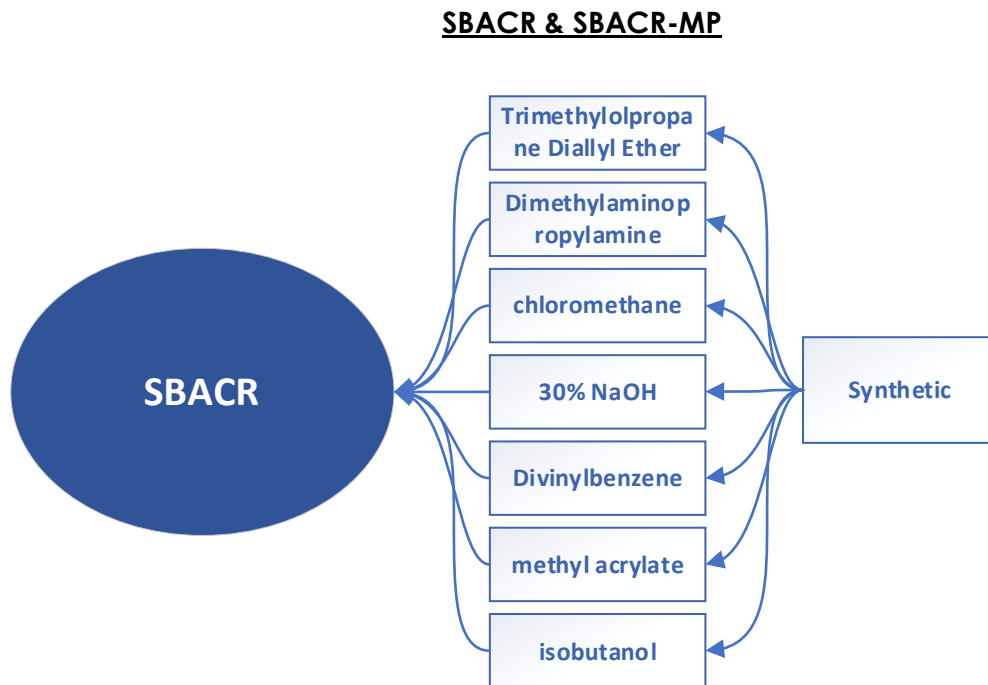 SBACR & SBACR-MP
Trimethylolpropa
ne Diallyl Ether
Dimethylaminop
ropylamine
chloromethane
SBACR
30% NaOH
Synthetic
Divinylbenzene
methyl acrylate
isobutanol